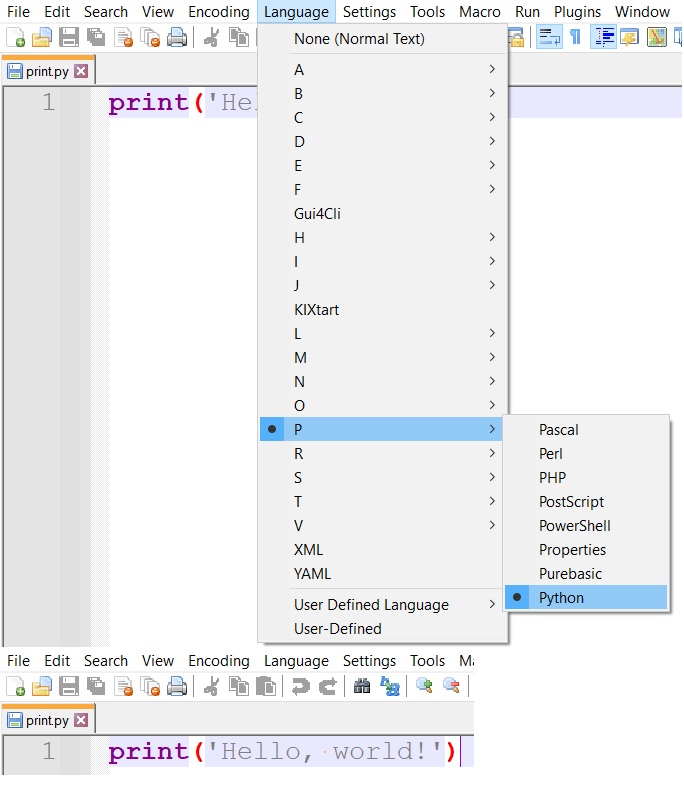 File Edit Search View Encoding Language Settings Tools Macro Run Plugins Window
print.py
1 print('He
None (Normal Text)
A
B
C
D
E
F
Gui4Cli
H
I
J
KIXtart
L
M
N
O
P
R
S
T
V
XML
YAML
User Defined Language
User-Defined
Pascal
Perl
PHP
PostScript
PowerShell
Properties
Purebasic
Python
File Edit Search View Encoding Language Settings Tools Ma
print.py
1 print('Hello, world!')